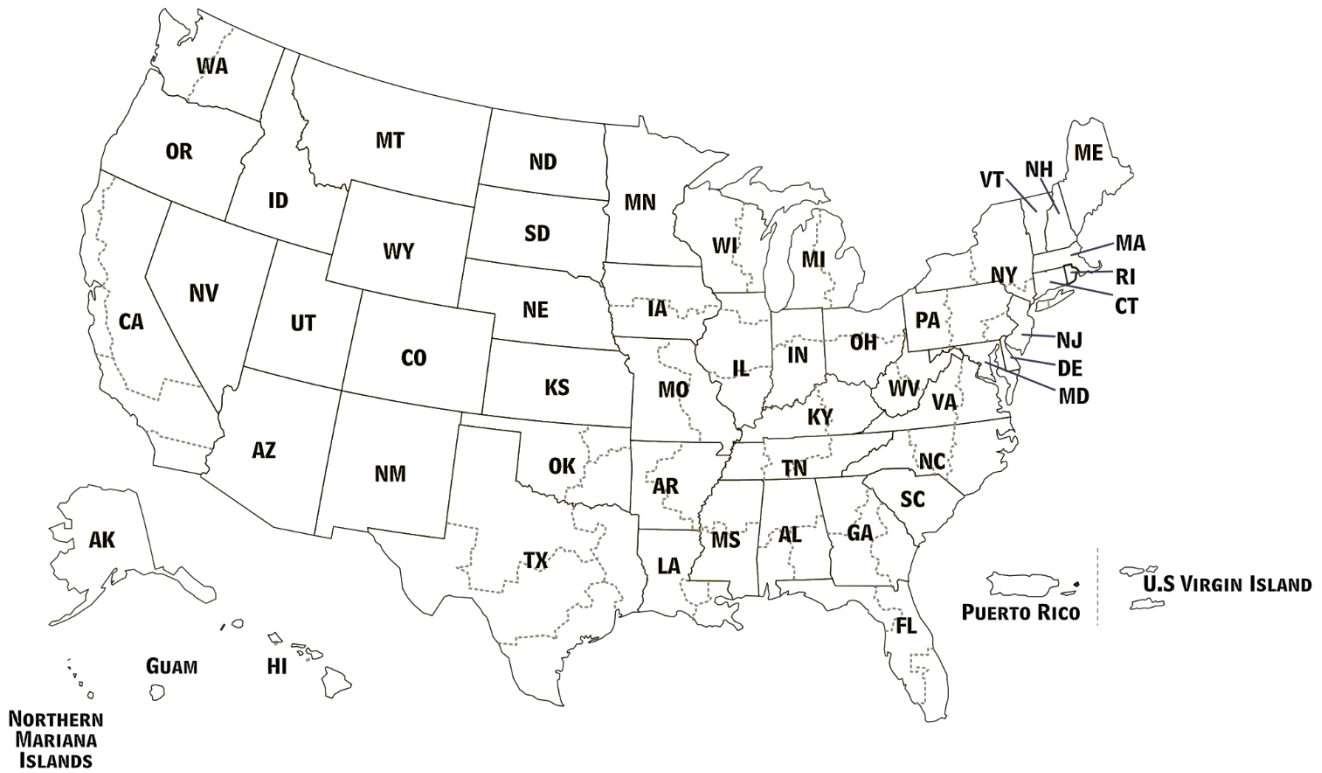 WA
MT
ND
OR
ID
MN
ME
VT
NH
SD
WY
WI
MI
MA
NY
RI
CT
NV
NE
IA
CA
UT
CO
PA
NJ
IL
IN
OH
DE
KS
MO
WV
VA
MD
KY
AZ
NM
OK
TN
NC
AR
SC
AK
TX
LA
MS
AL
GA
FL
PUERTO RICO
U.S VIRGIN ISLAND
GUAM
HI
NORTHERN
MARIANA
ISLANDS